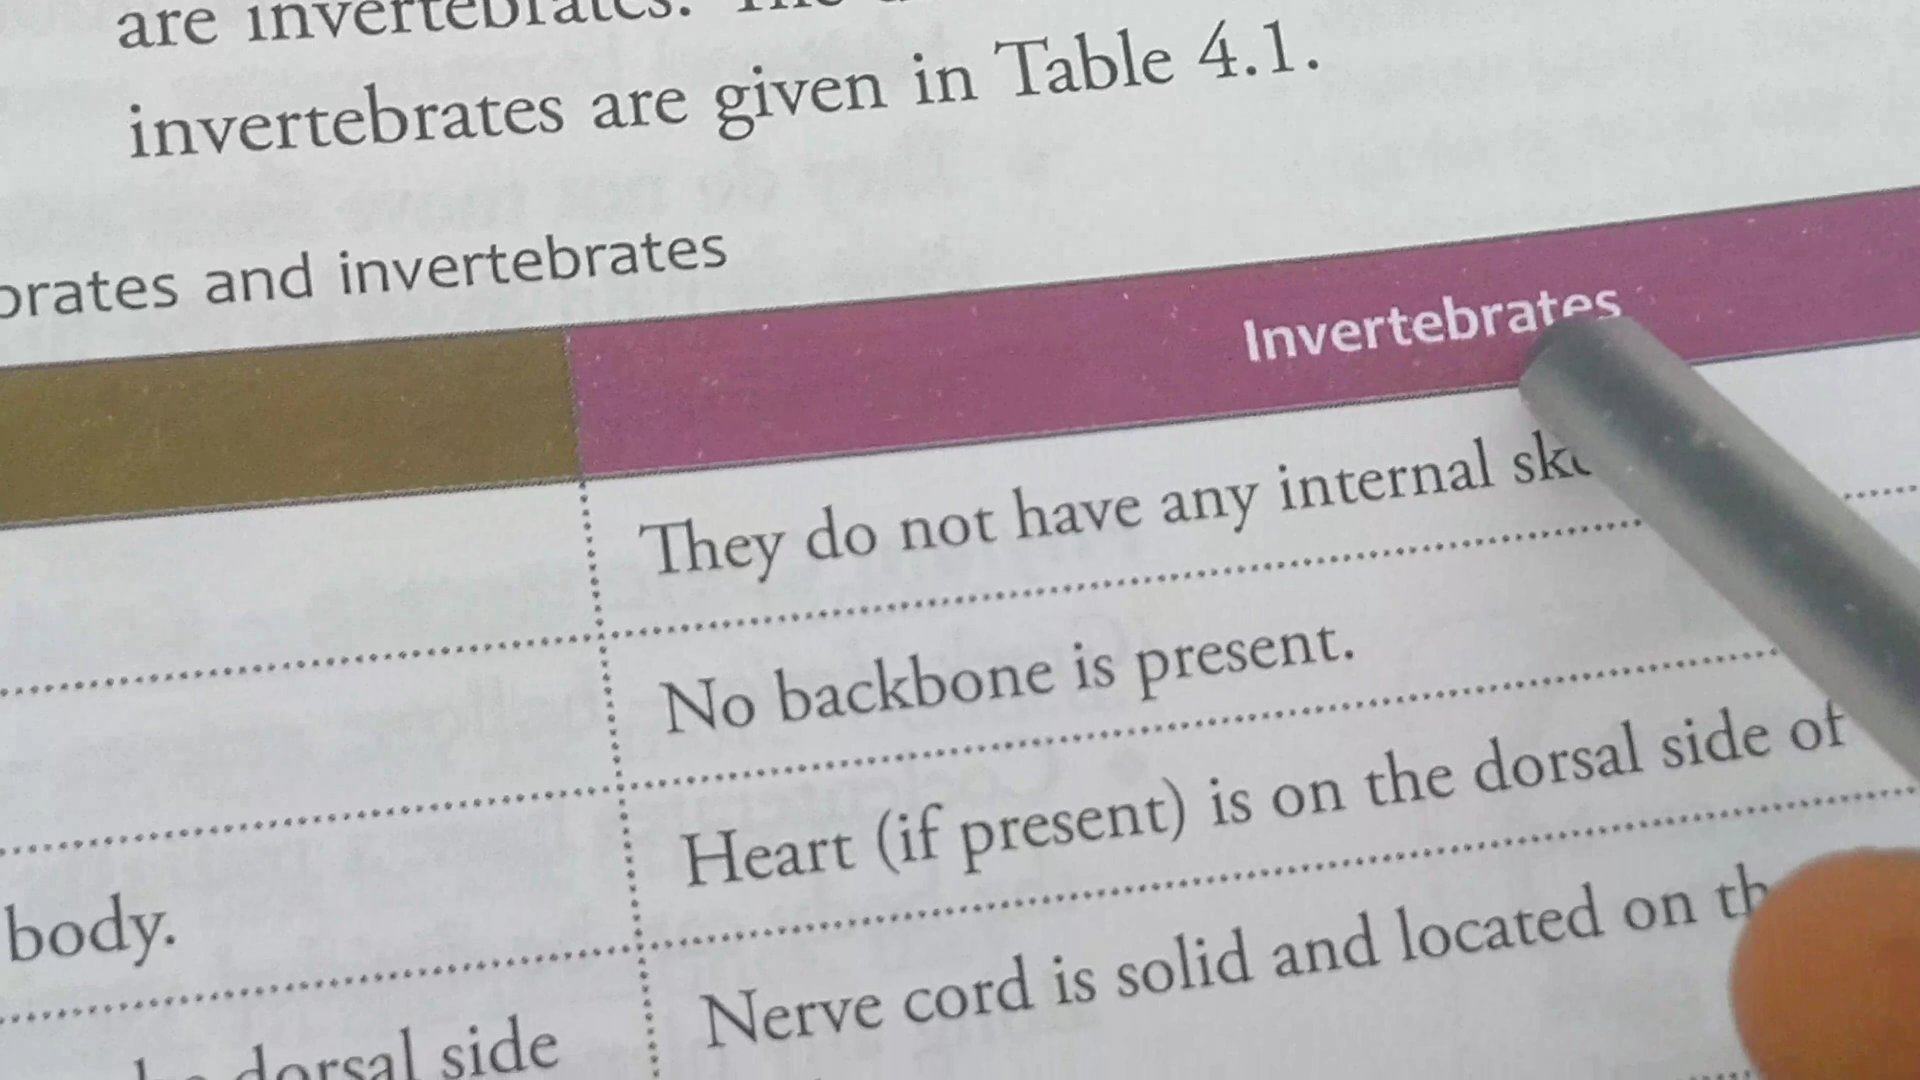 are invertebrates.
invertebrates are given in Table 4.1.
and invertebrates
Invertebrates
They do not have any internal
No backbone is present.
Heart (if present) is on the dorsal side of
body.
Nerve cord is solid and located on
dorsal side